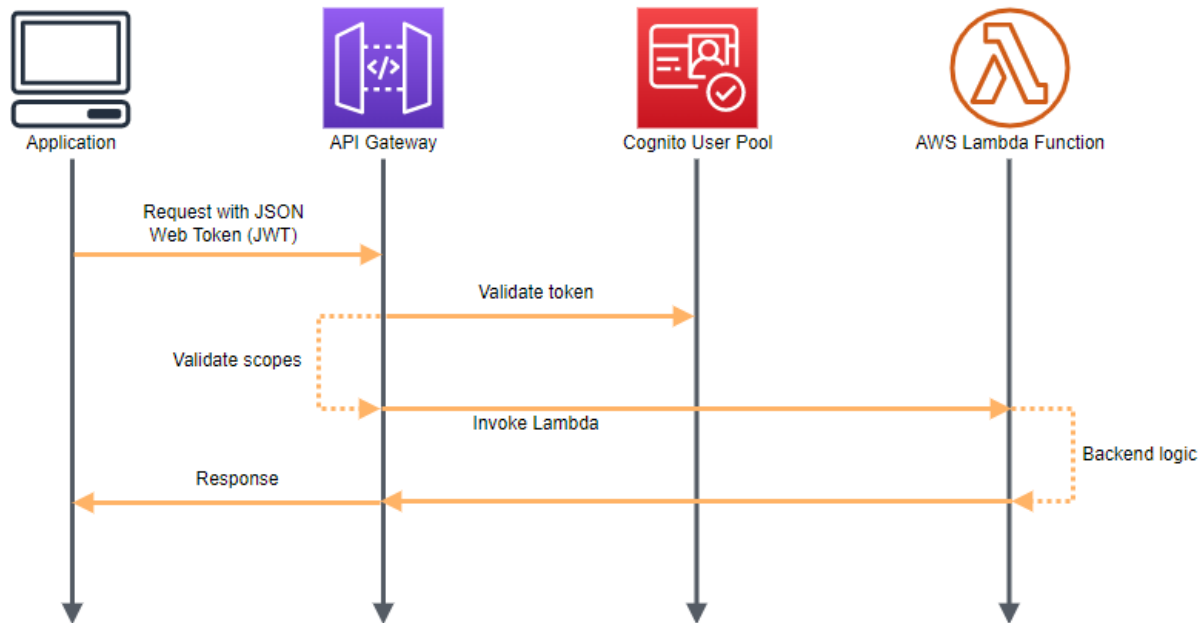 Application
API Gateway
Cognito User Pool
AWS Lambda Function
Request with JSON
Web Token (JWT)
Validate token
Validate scopes
Invoke Lambda
Backend logic
Response